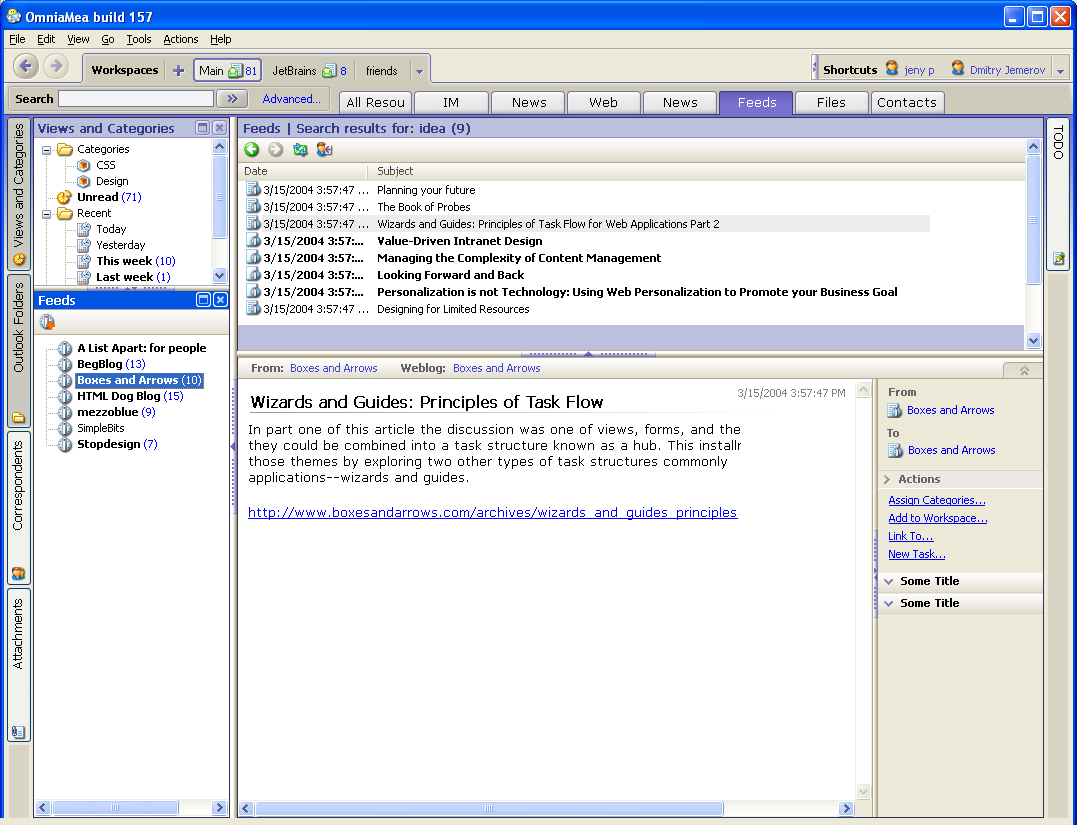 OmniaMea build 157
File Edit View Go Tools Actions Help
Workspaces Main 81 JetBrains 8 friends Shortcuts jeny p Dmitry Jemerov
Search Advanced... All Resou IM News Web News Feeds Files Contacts
Views and Categories
Outlook Folders
Correspondents
Attachments
Views and Categories
Categories
CSS
Design
Unread (71)
Recent
Today
Yesterday
This week (10)
Last week (1)
Feeds
A List Apart: for people
BegBlog (13)
Boxes and Arrows (10)
HTML Dog Blog (15)
mezzoblue (9)
SimpleBits
Stopdesign (7)
Feeds | Search results for: idea (9)
Date Subject
3/15/2004 3:57:47 ... Planning your future
3/15/2004 3:57:47 ... The Book of Probes
3/15/2004 3:57:47 ... Wizards and Guides: Principles of Task Flow for Web Applications Part 2
3/15/2004 3:57:... Value-Driven Intranet Design
3/15/2004 3:57:... Managing the Complexity of Content Management
3/15/2004 3:57:... Looking Forward and Back
3/15/2004 3:57:... Personalization is not Technology: Using Web Personalization to Promote your Business Goal
3/15/2004 3:57:47 ... Designing for Limited Resources
From: Boxes and Arrows Weblog: Boxes and Arrows
3/15/2004 3:57:47 PM
Wizards and Guides: Principles of Task Flow
In part one of this article the discussion was one of views, forms, and the
they could be combined into a task structure known as a hub. This installr
those themes by exploring two other types of task structures commonly
applications--wizards and guides.
http://www.boxesandarrows.com/archives/wizards_and_guides_principles
From
Boxes and Arrows
To
Boxes and Arrows
Actions
Assign Categories...
Add to Workspace...
Link To...
New Task...
Some Title
Some Title
TODO